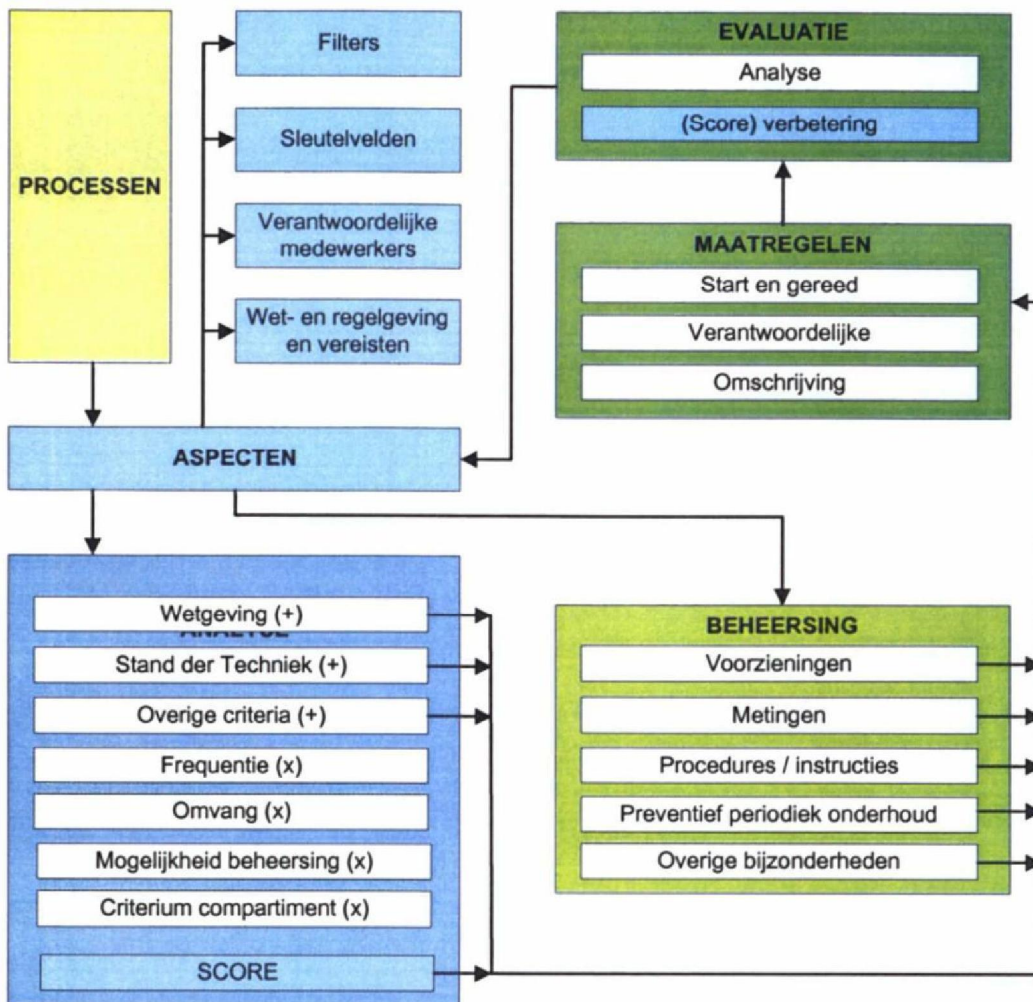 PROCESSEN
Filters
Sleutelvelden
Verantwoordelijke
medewerkers
Wet- en regelgeving
en vereisten
ASPECTEN
EVALUATIE
Analyse
(Score) verbetering
MAATREGELEN
Start en gereed
Verantwoordelijke
Omschrijving
Wetgeving (+)
Stand der Techniek (+)
Overige criteria (+)
Frequentie (x)
Omvang (x)
Mogelijkheid beheersing (x)
Criterium compartiment (x)
SCORE
BEHEERSING
Voorzieningen
Metingen
Procedures / instructies
Preventief periodiek onderhoud
Overige bijzonderheden